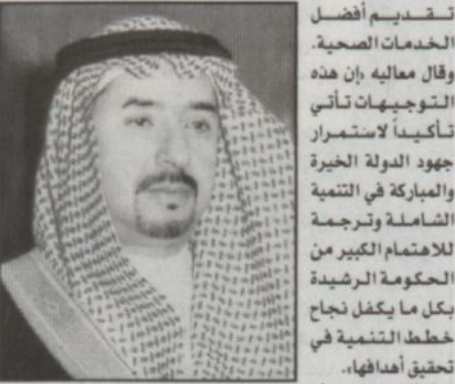 تقديم أفضل
الخدمات الصحية.
وقال معاليه «إن هذه
التوجيهات تأتي
تأكيداً لاستمرار
جهود الدولة الخيرة
والمباركة في التنمية
الشاملة وترجمة
للاهتمام الكبير من
الحكومة الرشيدة
بكل ما يكفل نجاح
خطط التنمية في
تحقيق أهدافها».